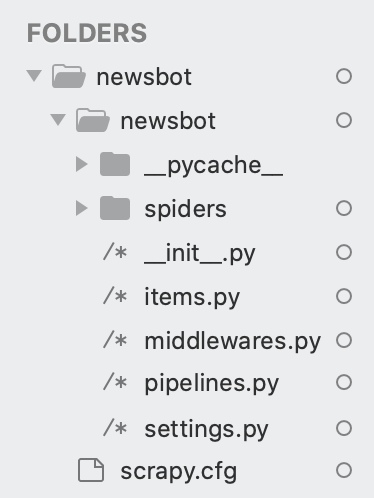 FOLDERS
newsbot
newsbot
__pycache__
spiders
/* __init__.py
/* items.py
/* middlewares.py
/* pipelines.py
/* settings.py
scrapy.cfg